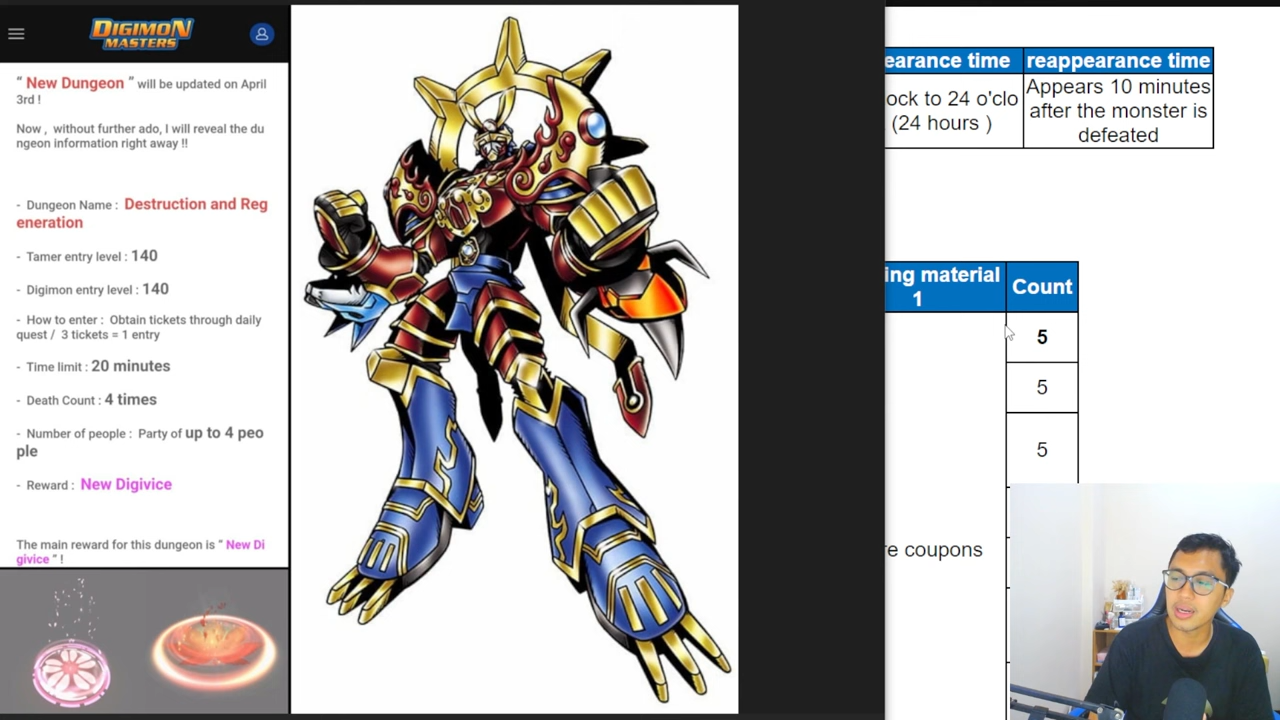 DIGIMON
MASTERS
“ New Dungeon ” will be updated on April
3rd !
Now , without further ado, I will reveal the du
ngeon information right away !!
- Dungeon Name : Destruction and Reg
eneration
- Tamer entry level : 140
- Digimon entry level : 140
- How to enter : Obtain tickets through daily
quest / 3 tickets = 1 entry
- Time limit : 20 minutes
- Death Count : 4 times
- Number of people : Party of up to 4 peo
ple
- Reward : New Digivice
The main reward for this dungeon is “ New Di
givice ” !
earance time
reappearance time
ock to 24 o'clo
(24 hours )
Appears 10 minutes
after the monster is
defeated
ing material
1
Count
5
5
5
re coupons